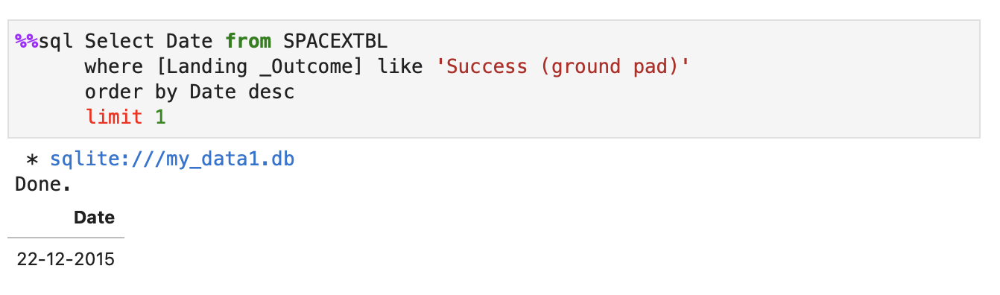 %%sql Select Date from SPACEXTBL
where [Landing _Outcome] like 'Success (ground pad)'
order by Date desc
limit 1
* sqlite:///my_data1.db
Done.
Date
22-12-2015